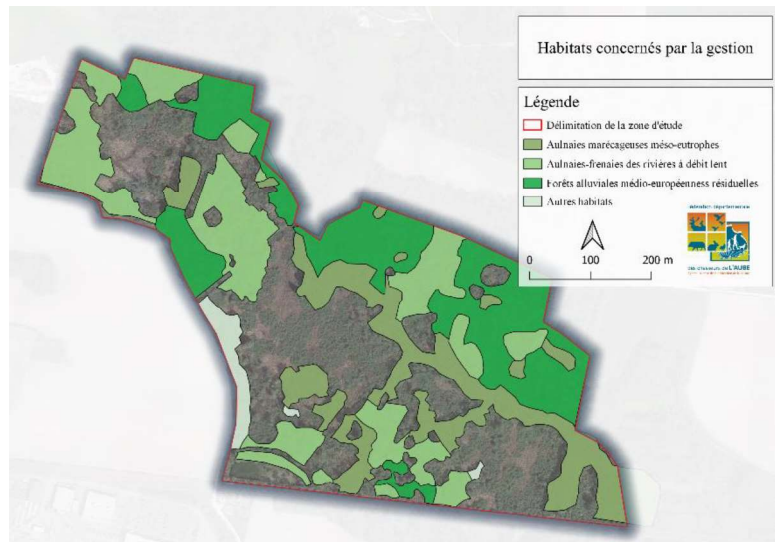 Habitats concernés par la gestion
Légende
Délimitation de la zone d'étude
Aulnaies marécageuses méso-eutrophes
Aulnaies-frenaies des rivières à débit lent
Forêts alluviales médio-européenness résiduelles
Autres habitats
0 100 200 m
des chasseurs de L'AUBE